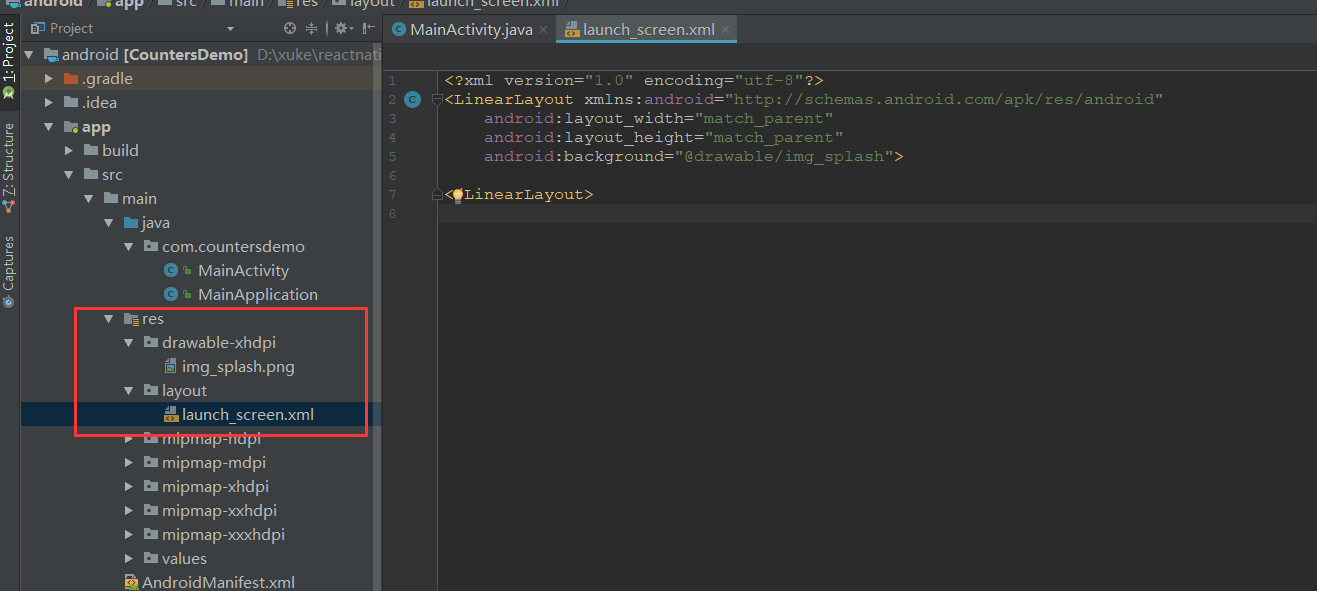 android app src main res layout launch_screen.xml
Project
MainActivity.java
launch_screen.xml
1: Project
Z: Structure
Captures
android [CountersDemo] D:\xuke\reactnati
.gradle
.idea
app
build
src
main
java
com.countersdemo
MainActivity
MainApplication
res
drawable-xhdpi
img_splash.png
layout
launch_screen.xml
mipmap-hdpi
mipmap-mdpi
mipmap-xhdpi
mipmap-xxhdpi
mipmap-xxxhdpi
values
AndroidManifest.xml
1 <?xml version="1.0" encoding="utf-8"?>
2 <LinearLayout xmlns:android="http://schemas.android.com/apk/res/android"
3 android:layout_width="match_parent"
4 android:layout_height="match_parent"
5 android:background="@drawable/img_splash">
6
7 <LinearLayout>
8